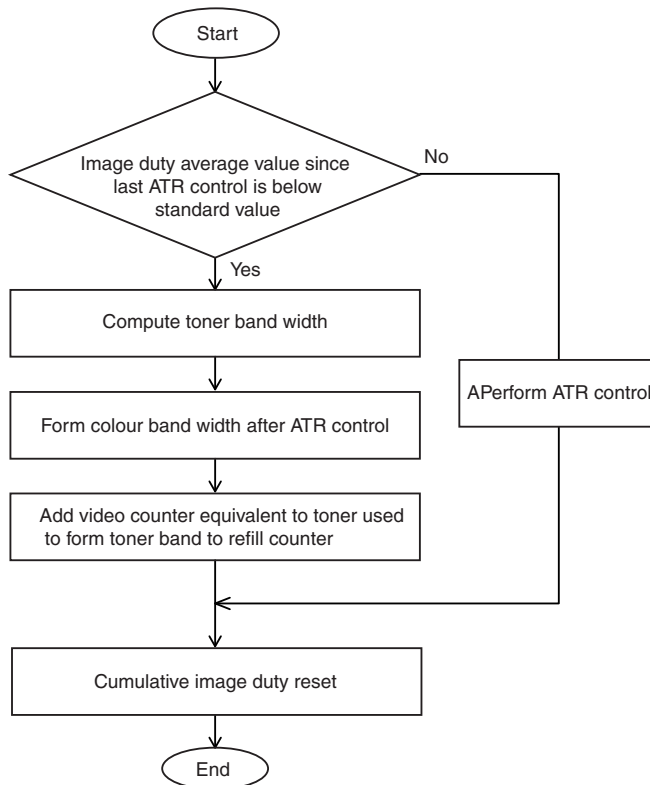 Start
Image duty average value since
last ATR control is below
standard value
No
Yes
Compute toner band width
APerform ATR control
Form colour band width after ATR control
Add video counter equivalent to toner used
to form toner band to refill counter
Cumulative image duty reset
End